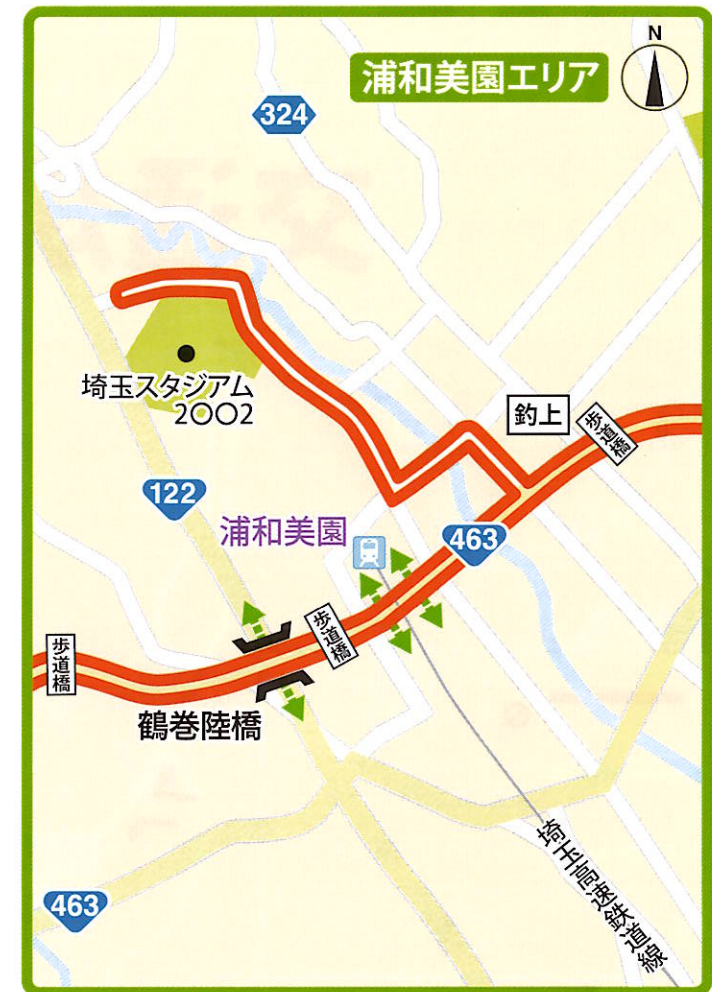 浦和美園エリア
N
324
埼玉スタジアム
2002
釣上
歩道橋
122
浦和美園
463
歩道橋
歩道橋
鶴巻陸橋
463
埼玉高速鉄道線